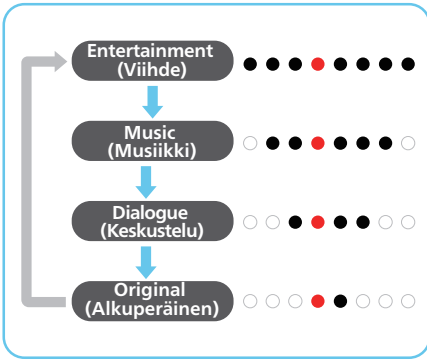 Entertainment
(Viihde)
Music
(Musiikki)
Dialogue
(Keskustelu)
Original
(Alkuperäinen)